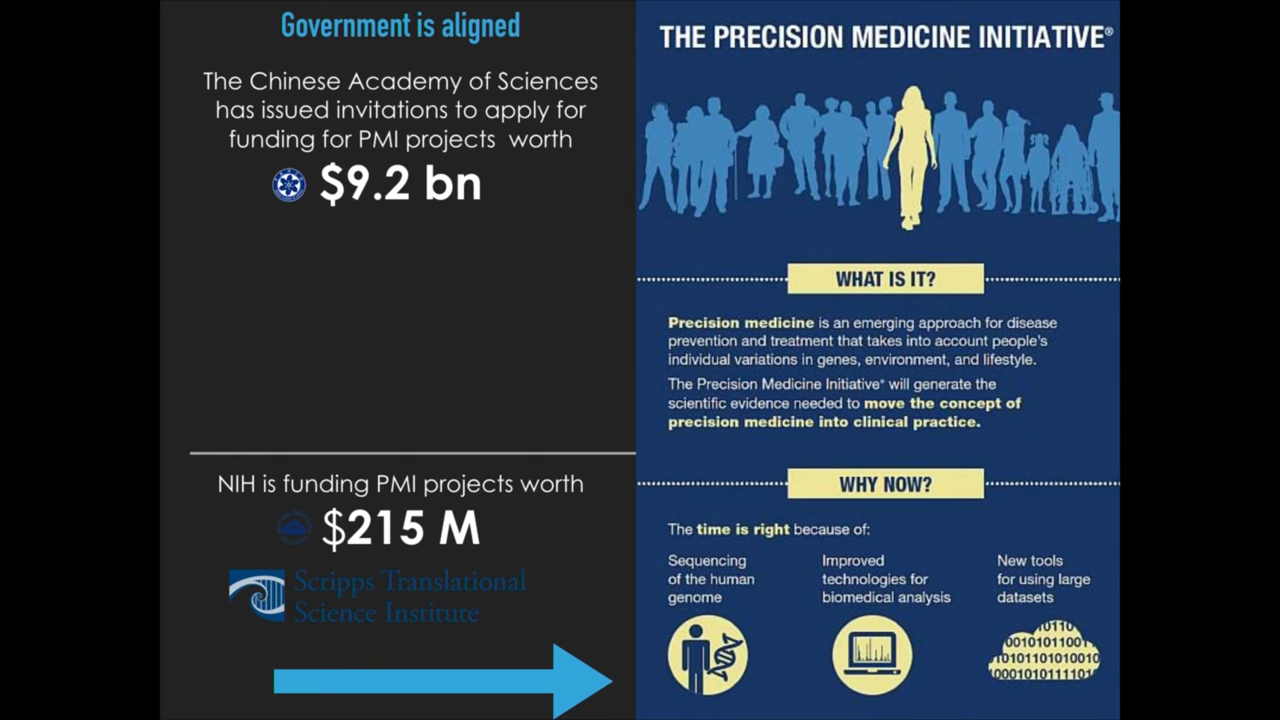 Government is aligned
The Chinese Academy of Sciences
has issued invitations to apply for
funding for PMI projects worth
$9.2 bn
NIH is funding PMI projects worth
$215 M
Scripps Translational
Science Institute
THE PRECISION MEDICINE INITIATIVE®
WHAT IS IT?
Precision medicine is an emerging approach for disease
prevention and treatment that takes into account people's
individual variations in genes, environment, and lifestyle.
The Precision Medicine Initiative® will generate the
scientific evidence needed to move the concept of
precision medicine into clinical practice.
WHY NOW?
The time is right because of:
Sequencing
of the human
genome
Improved
technologies for
biomedical analysis
New tools
for using large
datasets
0110
0010101100
10101101010010
0001010111101